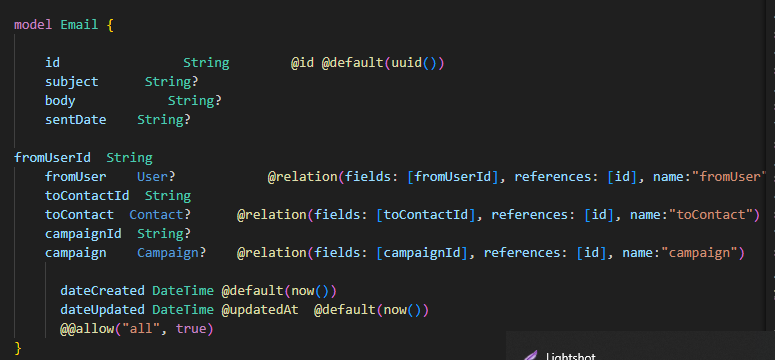 model Email {
id String @id @default(uuid())
subject String?
body String?
sentDate String?
fromUserId String
fromUser User? @relation(fields: [fromUserId], references: [id], name:"fromUser"
toContactId String
toContact Contact? @relation(fields: [toContactId], references: [id], name:"toContact")
campaignId String?
campaign Campaign? @relation(fields: [campaignId], references: [id], name:"campaign")
dateCreated DateTime @default(now())
dateUpdated DateTime @updatedAt @default(now())
@@allow("all", true)
}
Lightshot